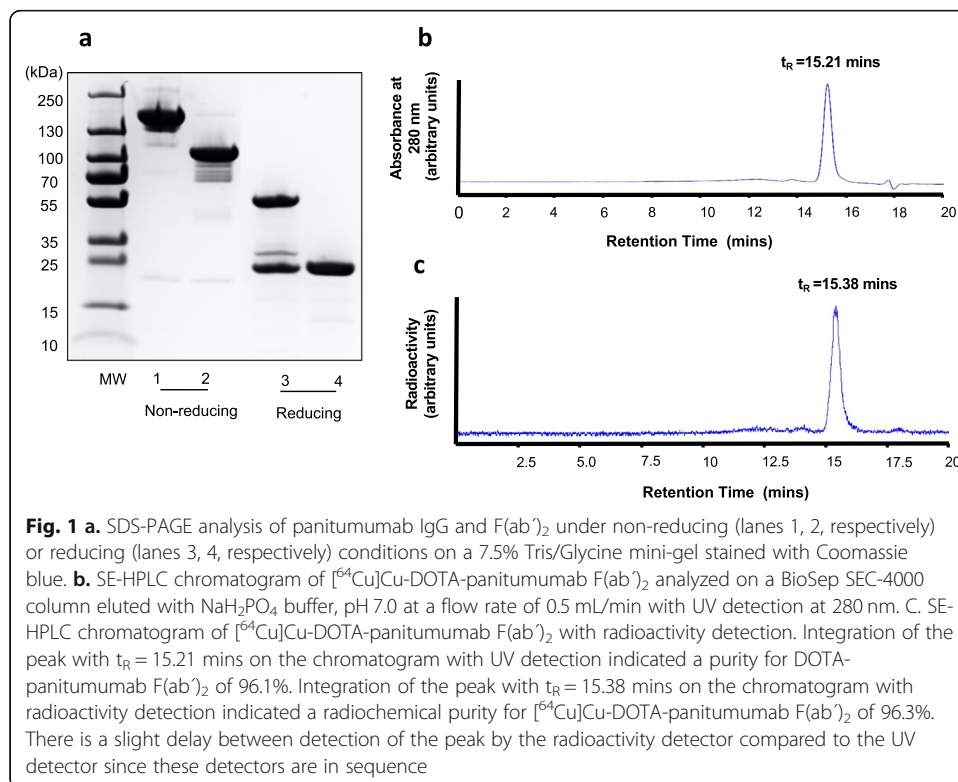 a
(kDa)
250
130
100
70
55
35
25
15
10
MW 1 2 3 4
Non-reducing Reducing
b
tR =15.21 mins
Absorbance at
280 nm
(arbitrary units)
0 2 4 6 8 10 12 14 16 18 20
Retention Time (mins)
c
tR =15.38 mins
Radioactivity
(arbitrary units)
2.5 5.0 7.5 10 12.5 15 17.5 20
Retention Time (mins)
Fig. 1 a. SDS-PAGE analysis of panitumumab IgG and F(ab´)2 under non-reducing (lanes 1, 2, respectively)
or reducing (lanes 3, 4, respectively) conditions on a 7.5% Tris/Glycine mini-gel stained with Coomassie
blue. b. SE-HPLC chromatogram of [64Cu]Cu-DOTA-panitumumab F(ab´)2 analyzed on a BioSep SEC-4000
column eluted with NaH2PO4 buffer, pH 7.0 at a flow rate of 0.5 mL/min with UV detection at 280 nm. C. SE-
HPLC chromatogram of [64Cu]Cu-DOTA-panitumumab F(ab´)2 with radioactivity detection. Integration of the
peak with tR = 15.21 mins on the chromatogram with UV detection indicated a purity for DOTA-
panitumumab F(ab´)2 of 96.1%. Integration of the peak with tR = 15.38 mins on the chromatogram with
radioactivity detection indicated a radiochemical purity for [64Cu]Cu-DOTA-panitumumab F(ab´)2 of 96.3%.
There is a slight delay between detection of the peak by the radioactivity detector compared to the UV
detector since these detectors are in sequence